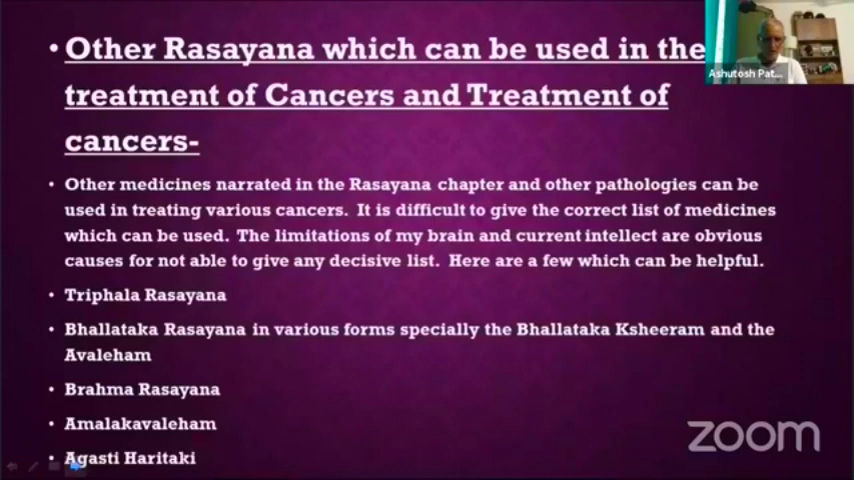 • Other Rasayana which can be used in the
treatment of Cancers and Treatment of
cancers-
Ashutosh Pat...
• Other medicines narrated in the Rasayana chapter and other pathologies can be
used in treating various cancers. It is difficult to give the correct list of medicines
which can be used. The limitations of my brain and current intellect are obvious
causes for not able to give any decisive list. Here are a few which can be helpful.
• Triphala Rasayana
• Bhallataka Rasayana in various forms specially the Bhallataka Ksheeram and the
Avaleham
• Brahma Rasayana
• Amalakavaleham
• Agasti Haritaki
zoom